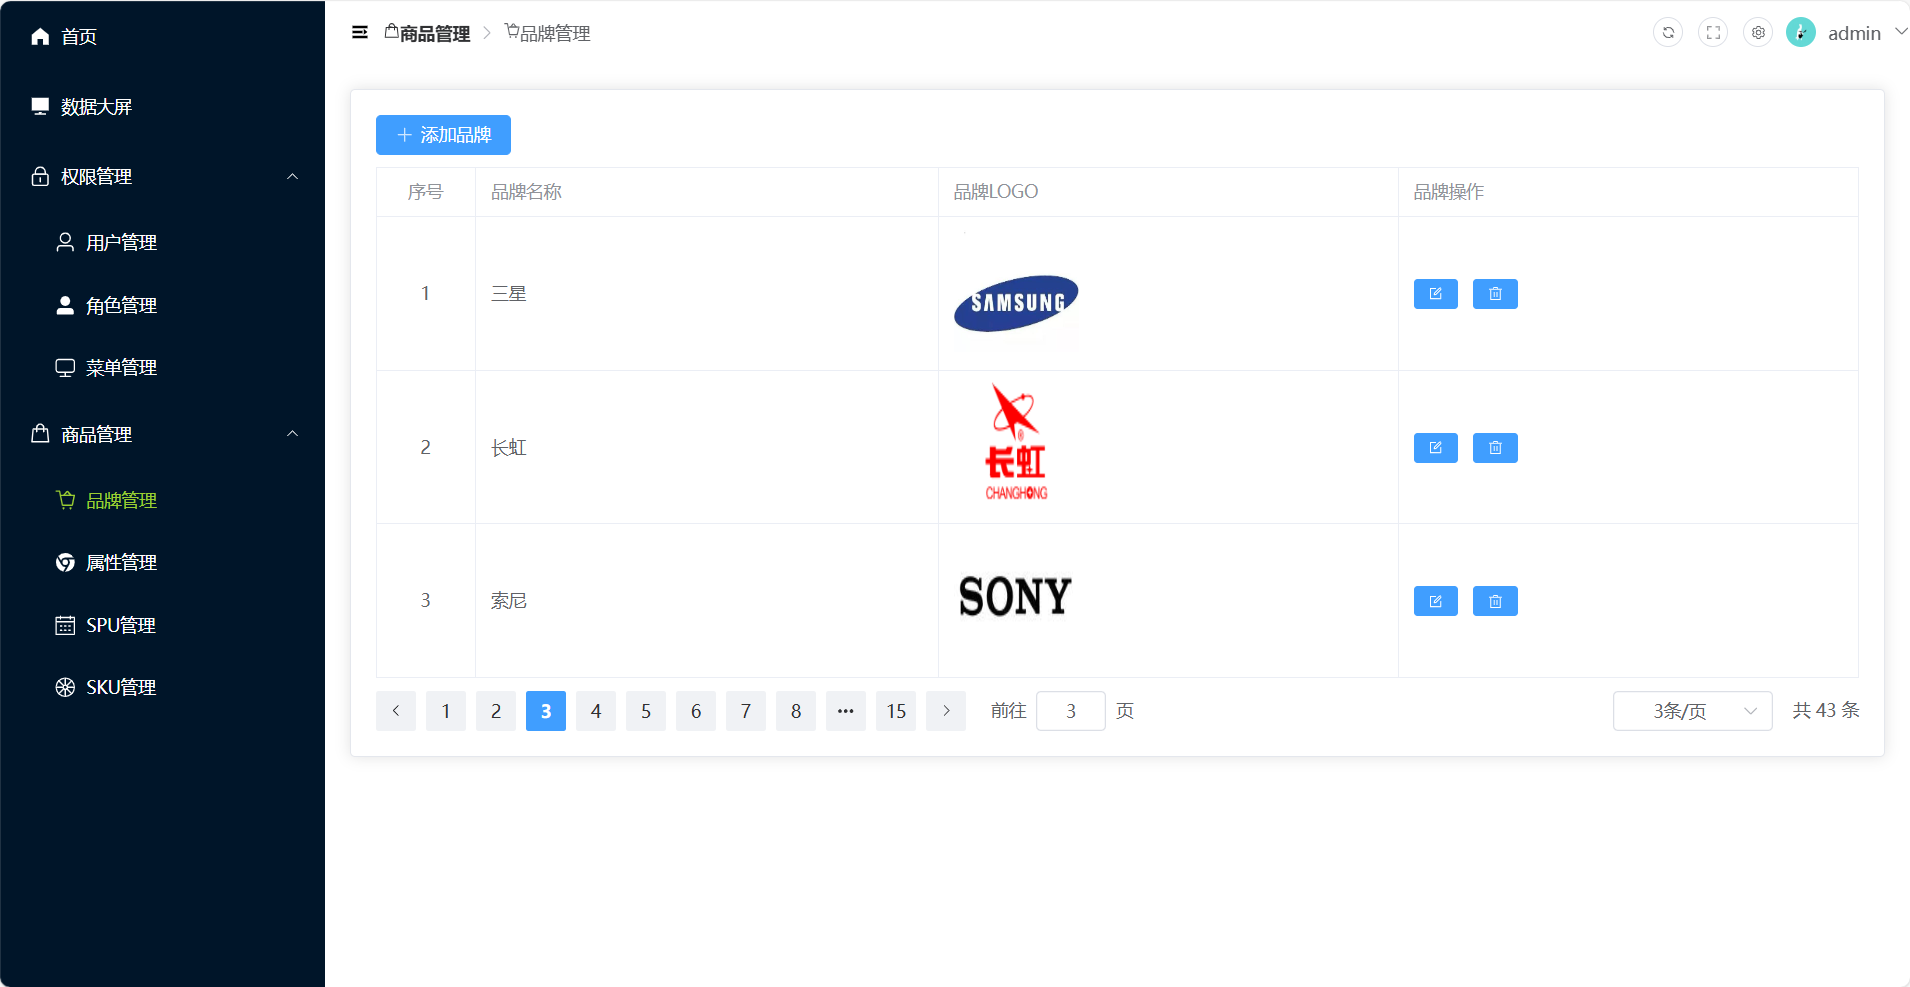 首页
数据大屏
权限管理
用户管理
角色管理
菜单管理
商品管理
品牌管理
属性管理
SPU管理
SKU管理
商品管理 > 品牌管理
admin
+ 添加品牌
序号 品牌名称 品牌LOGO 品牌操作
1 三星 SAMSUNG
2 长虹 ® 长虹 CHANGHONG
3 索尼 SONY
< 1 2 3 4 5 6 7 8 ••• 15 > 前往 3 页 3条/页 共 43 条